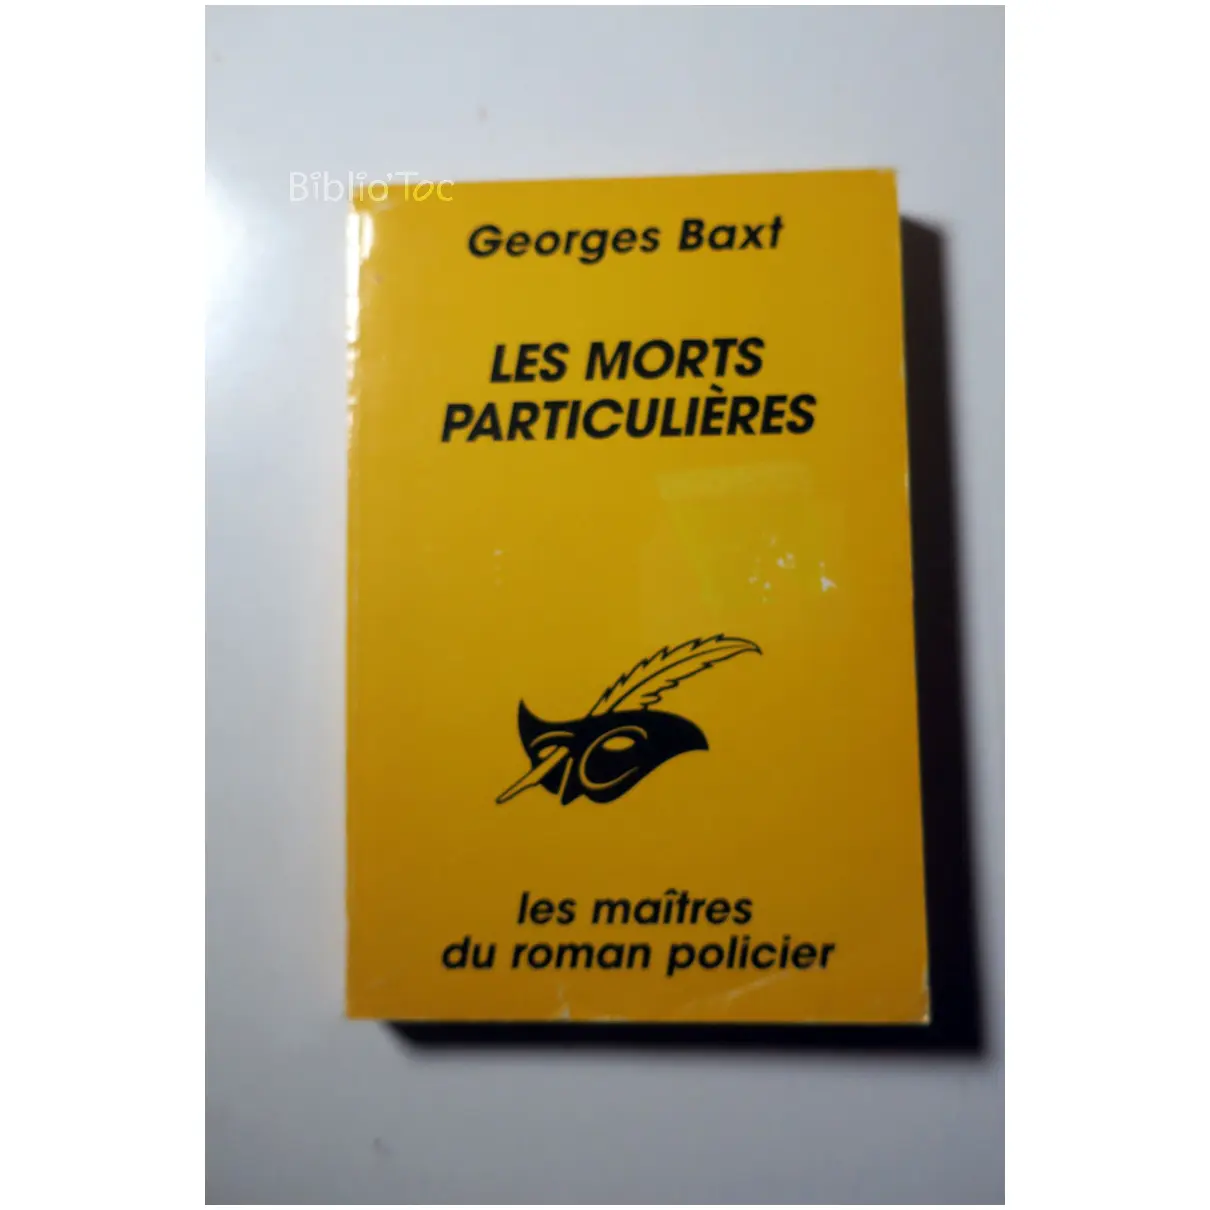 Biblio'Toc
Georges Baxt
LES MORTS
PARTICULIÈRES
les maîtres
du roman policier